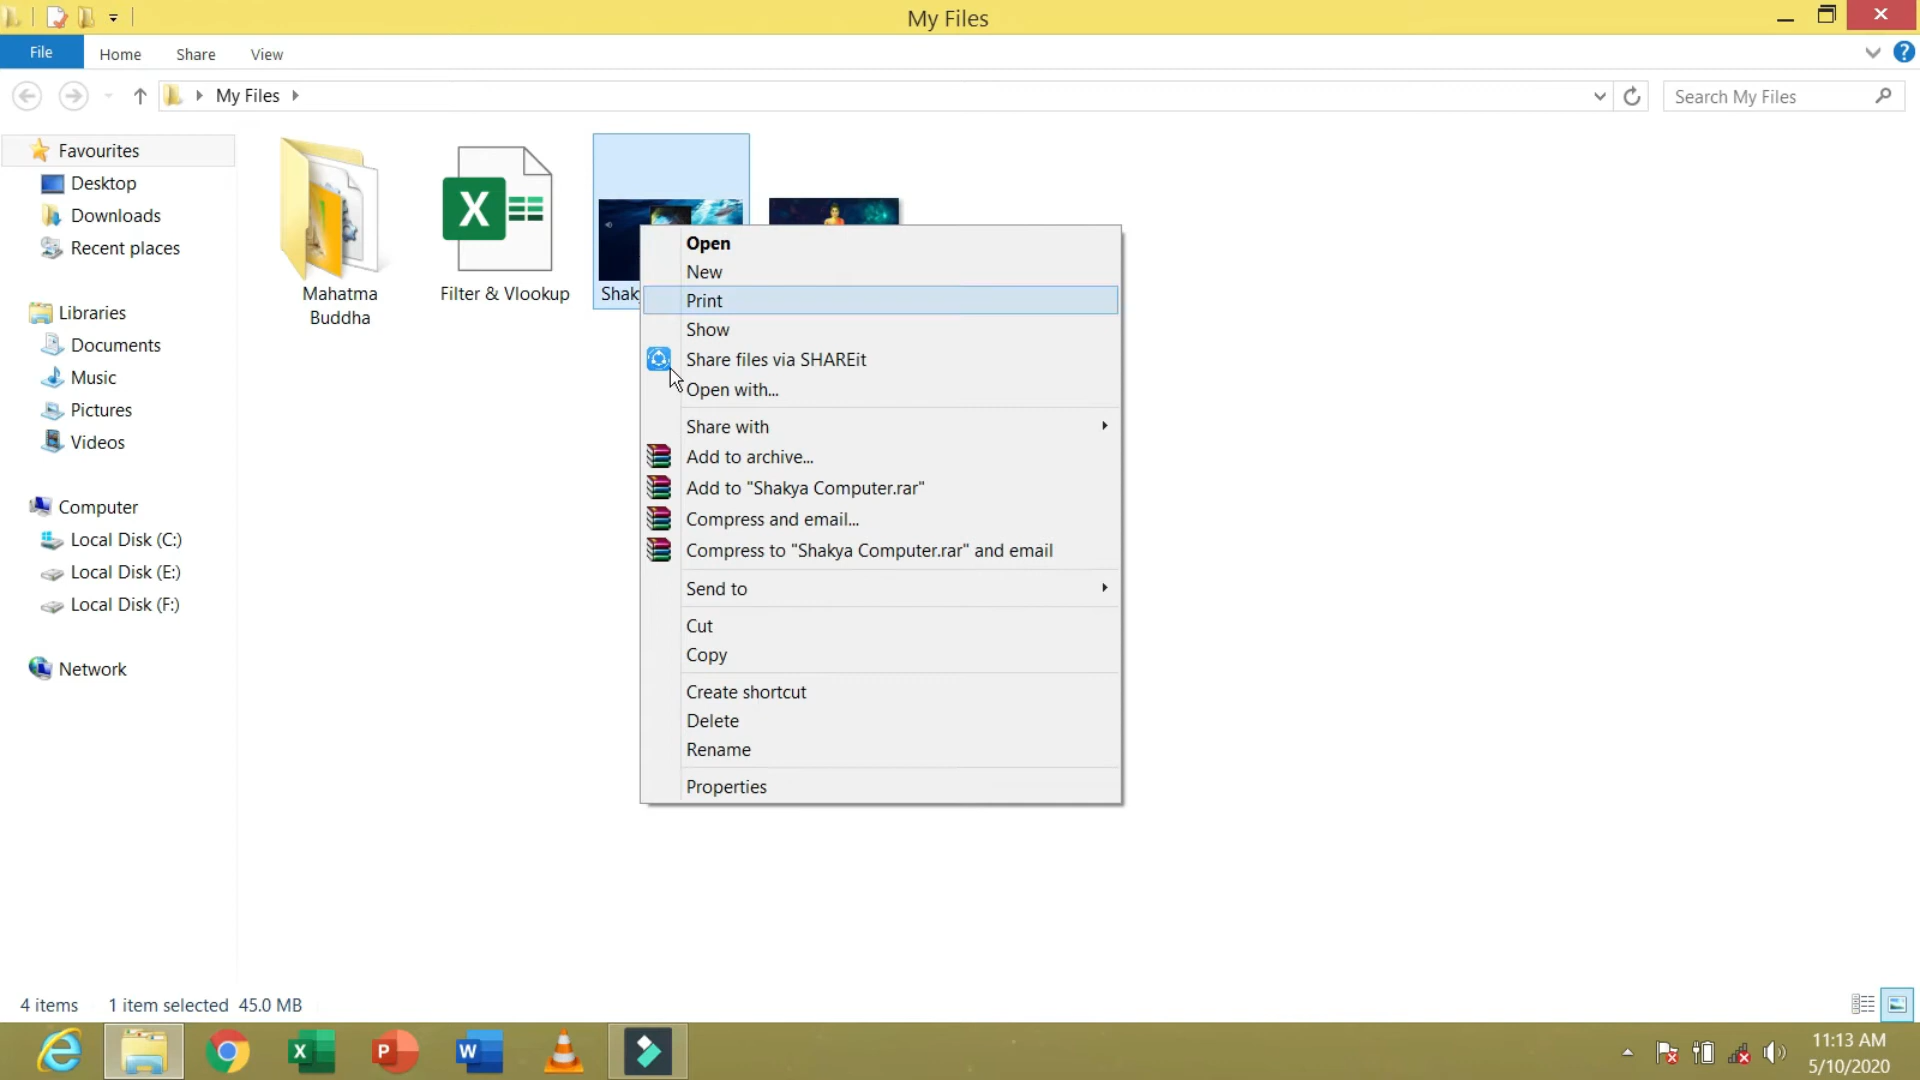 My Files
File
Home
Share
View
My Files
Search My Files
Favourites
Desktop
Downloads
Recent places
Libraries
Documents
Music
Pictures
Videos
Computer
Local Disk (C:)
Local Disk (E:)
Local Disk (F:)
Network
Mahatma
Buddha
Filter & Vlookup
Open
New
Print
Show
Share files via SHAREit
Open with...
Share with
Add to archive...
Add to "Shakya Computer.rar"
Compress and email...
Compress to "Shakya Computer.rar" and email
Send to
Cut
Copy
Create shortcut
Delete
Rename
Properties
4 items 1 item selected 45.0 MB
11:13 AM
5/10/2020